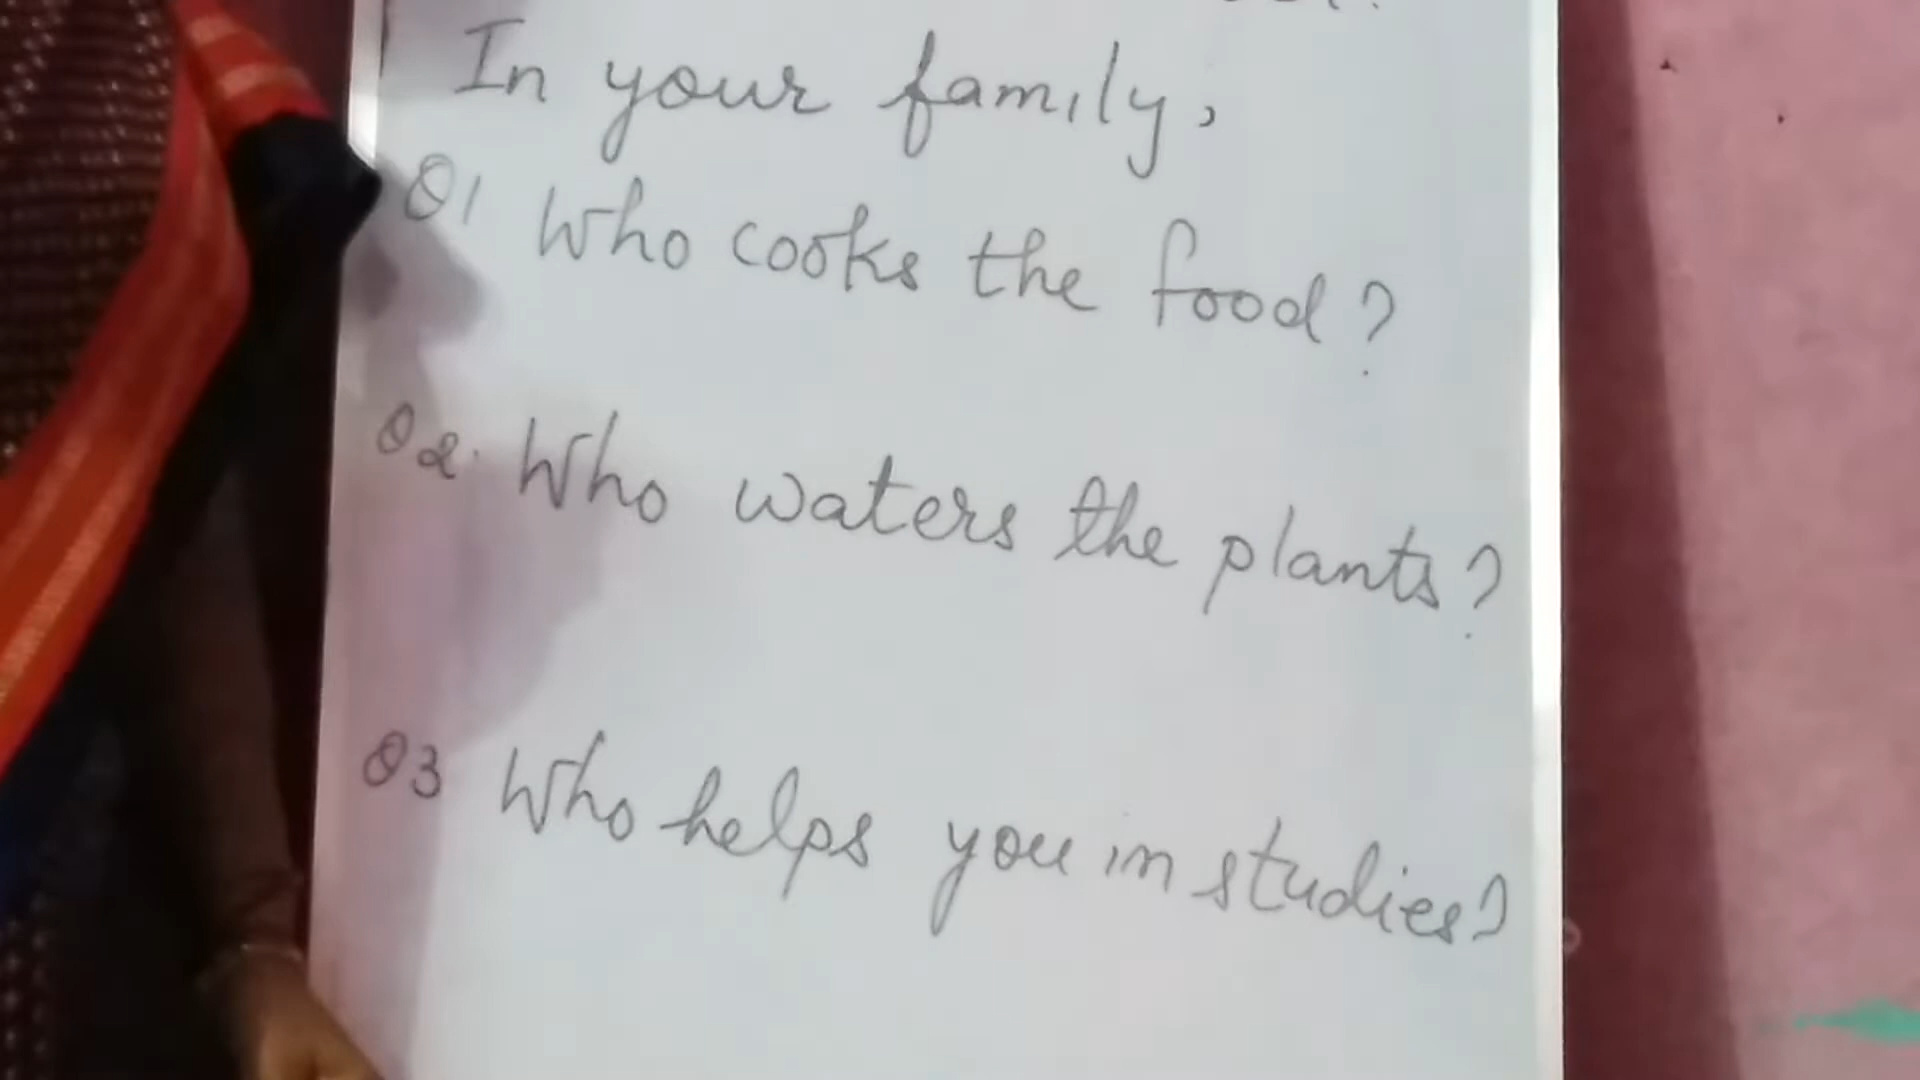 In your family,
Q1 Who cooks the food?
Q2. Who waters the plants?
Q3 Who helps you in studies?